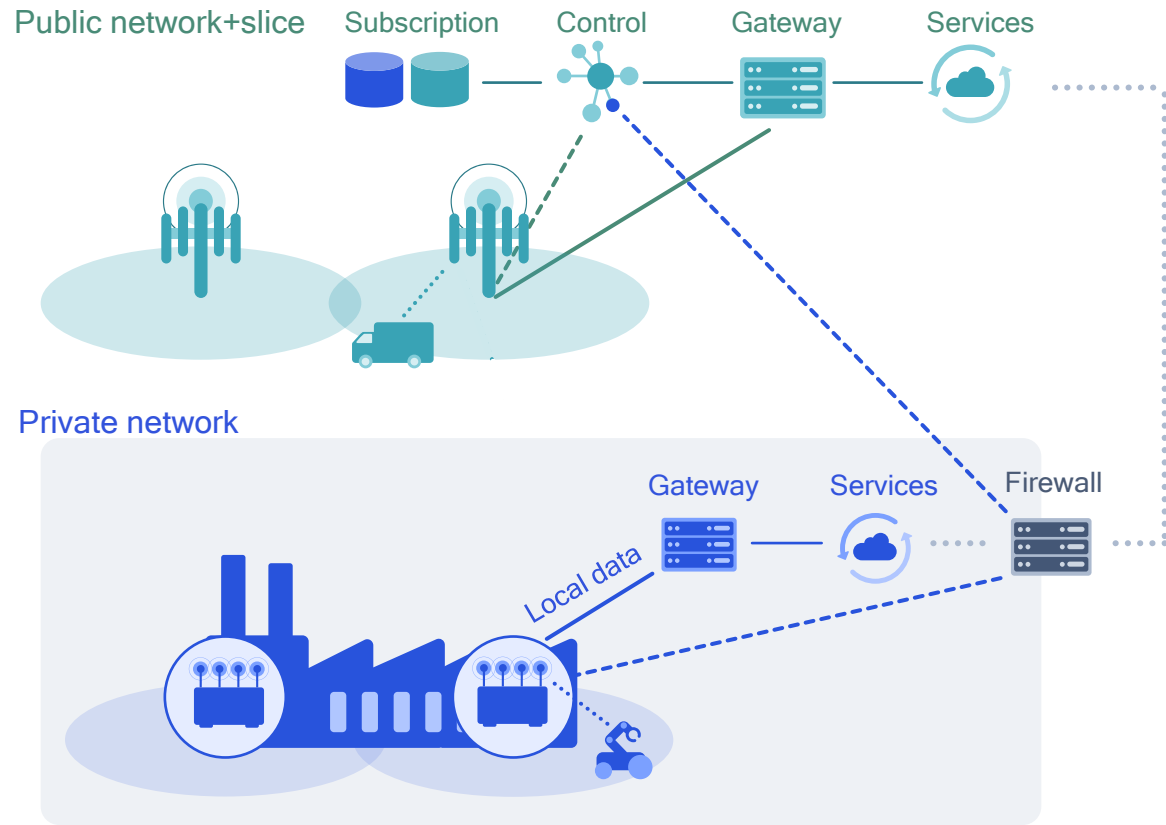 Public network+slice
Subscription
Control
Gateway
Services
Private network
Gateway
Services
Firewall
Local data